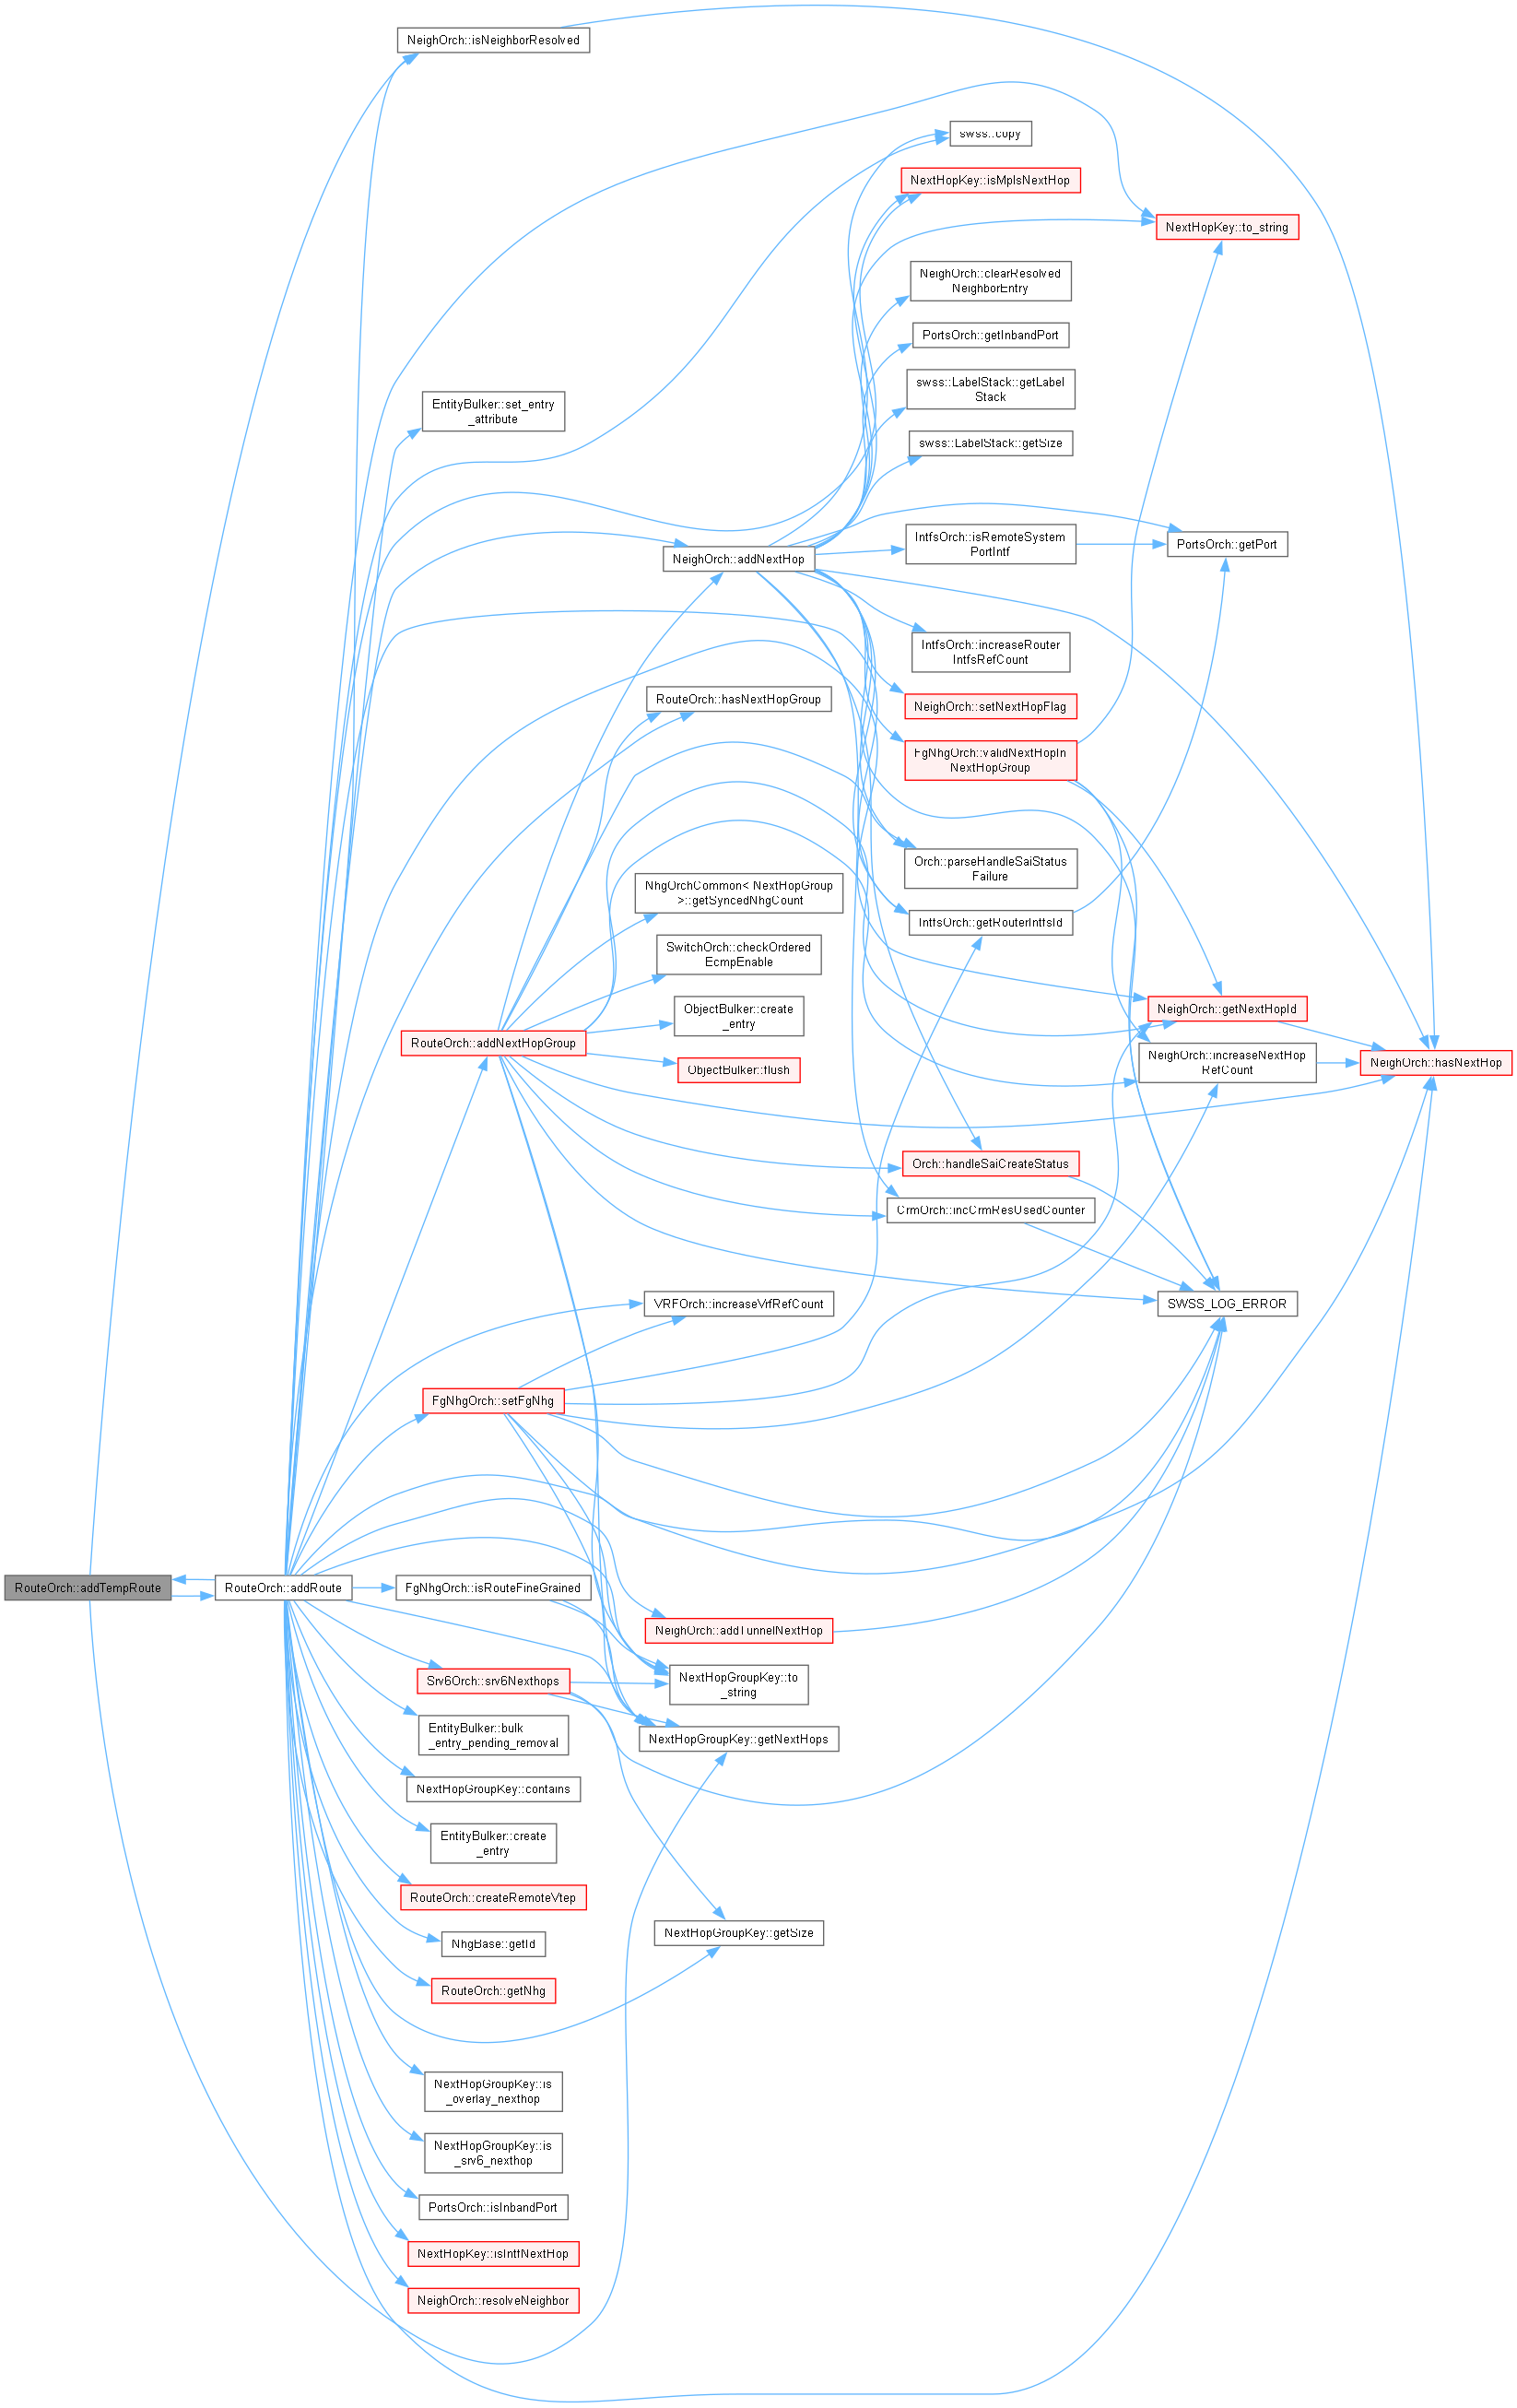 NeighOrch::isNeighborResolved
swss::copy
NextHopKey::isMplsNextHop
NextHopKey::to_string
NeighOrch::clearResolved
NeighborEntry
PortsOrch::getInbandPort
swss::LabelStack::getLabel
Stack
EntityBulker::set_entry
_attribute
swss::LabelStack::getSize
IntfsOrch::isRemoteSystem
PortIntf
PortsOrch::getPort
NeighOrch::addNextHop
IntfsOrch::increaseRouter
IntfsRefCount
RouteOrch::hasNextHopGroup
NeighOrch::setNextHopFlag
FgNhgOrch::validNextHopIn
NextHopGroup
Orch::parseHandleSaiStatus
Failure
NhgOrchCommon< NextHopGroup
>::getSyncedNhgCount
IntfsOrch::getRouterIntfsId
SwitchOrch::checkOrdered
EcmpEnable
ObjectBulker::create
_entry
NeighOrch::getNextHopId
RouteOrch::addNextHopGroup
NeighOrch::increaseNextHop
RefCount
NeighOrch::hasNextHop
ObjectBulker::flush
Orch::handleSaiCreateStatus
CrmOrch::incCrmResUsedCounter
VRFOrch::increaseVrfRefCount
SWSS_LOG_ERROR
FgNhgOrch::setFgNhg
RouteOrch::addTempRoute
RouteOrch::addRoute
FgNhgOrch::isRouteFineGrained
NeighOrch::addTunnelNextHop
Srv6Orch::srv6Nexthops
NextHopGroupKey::to
_string
EntityBulker::bulk
_entry_pending_removal
NextHopGroupKey::getNextHops
NextHopGroupKey::contains
EntityBulker::create
_entry
RouteOrch::createRemoteVtep
NextHopGroupKey::getSize
NhgBase::getId
RouteOrch::getNhg
NextHopGroupKey::is
_overlay_nexthop
NextHopGroupKey::is
_srv6_nexthop
PortsOrch::isInbandPort
NextHopKey::isIntfNextHop
NeighOrch::resolveNeighbor